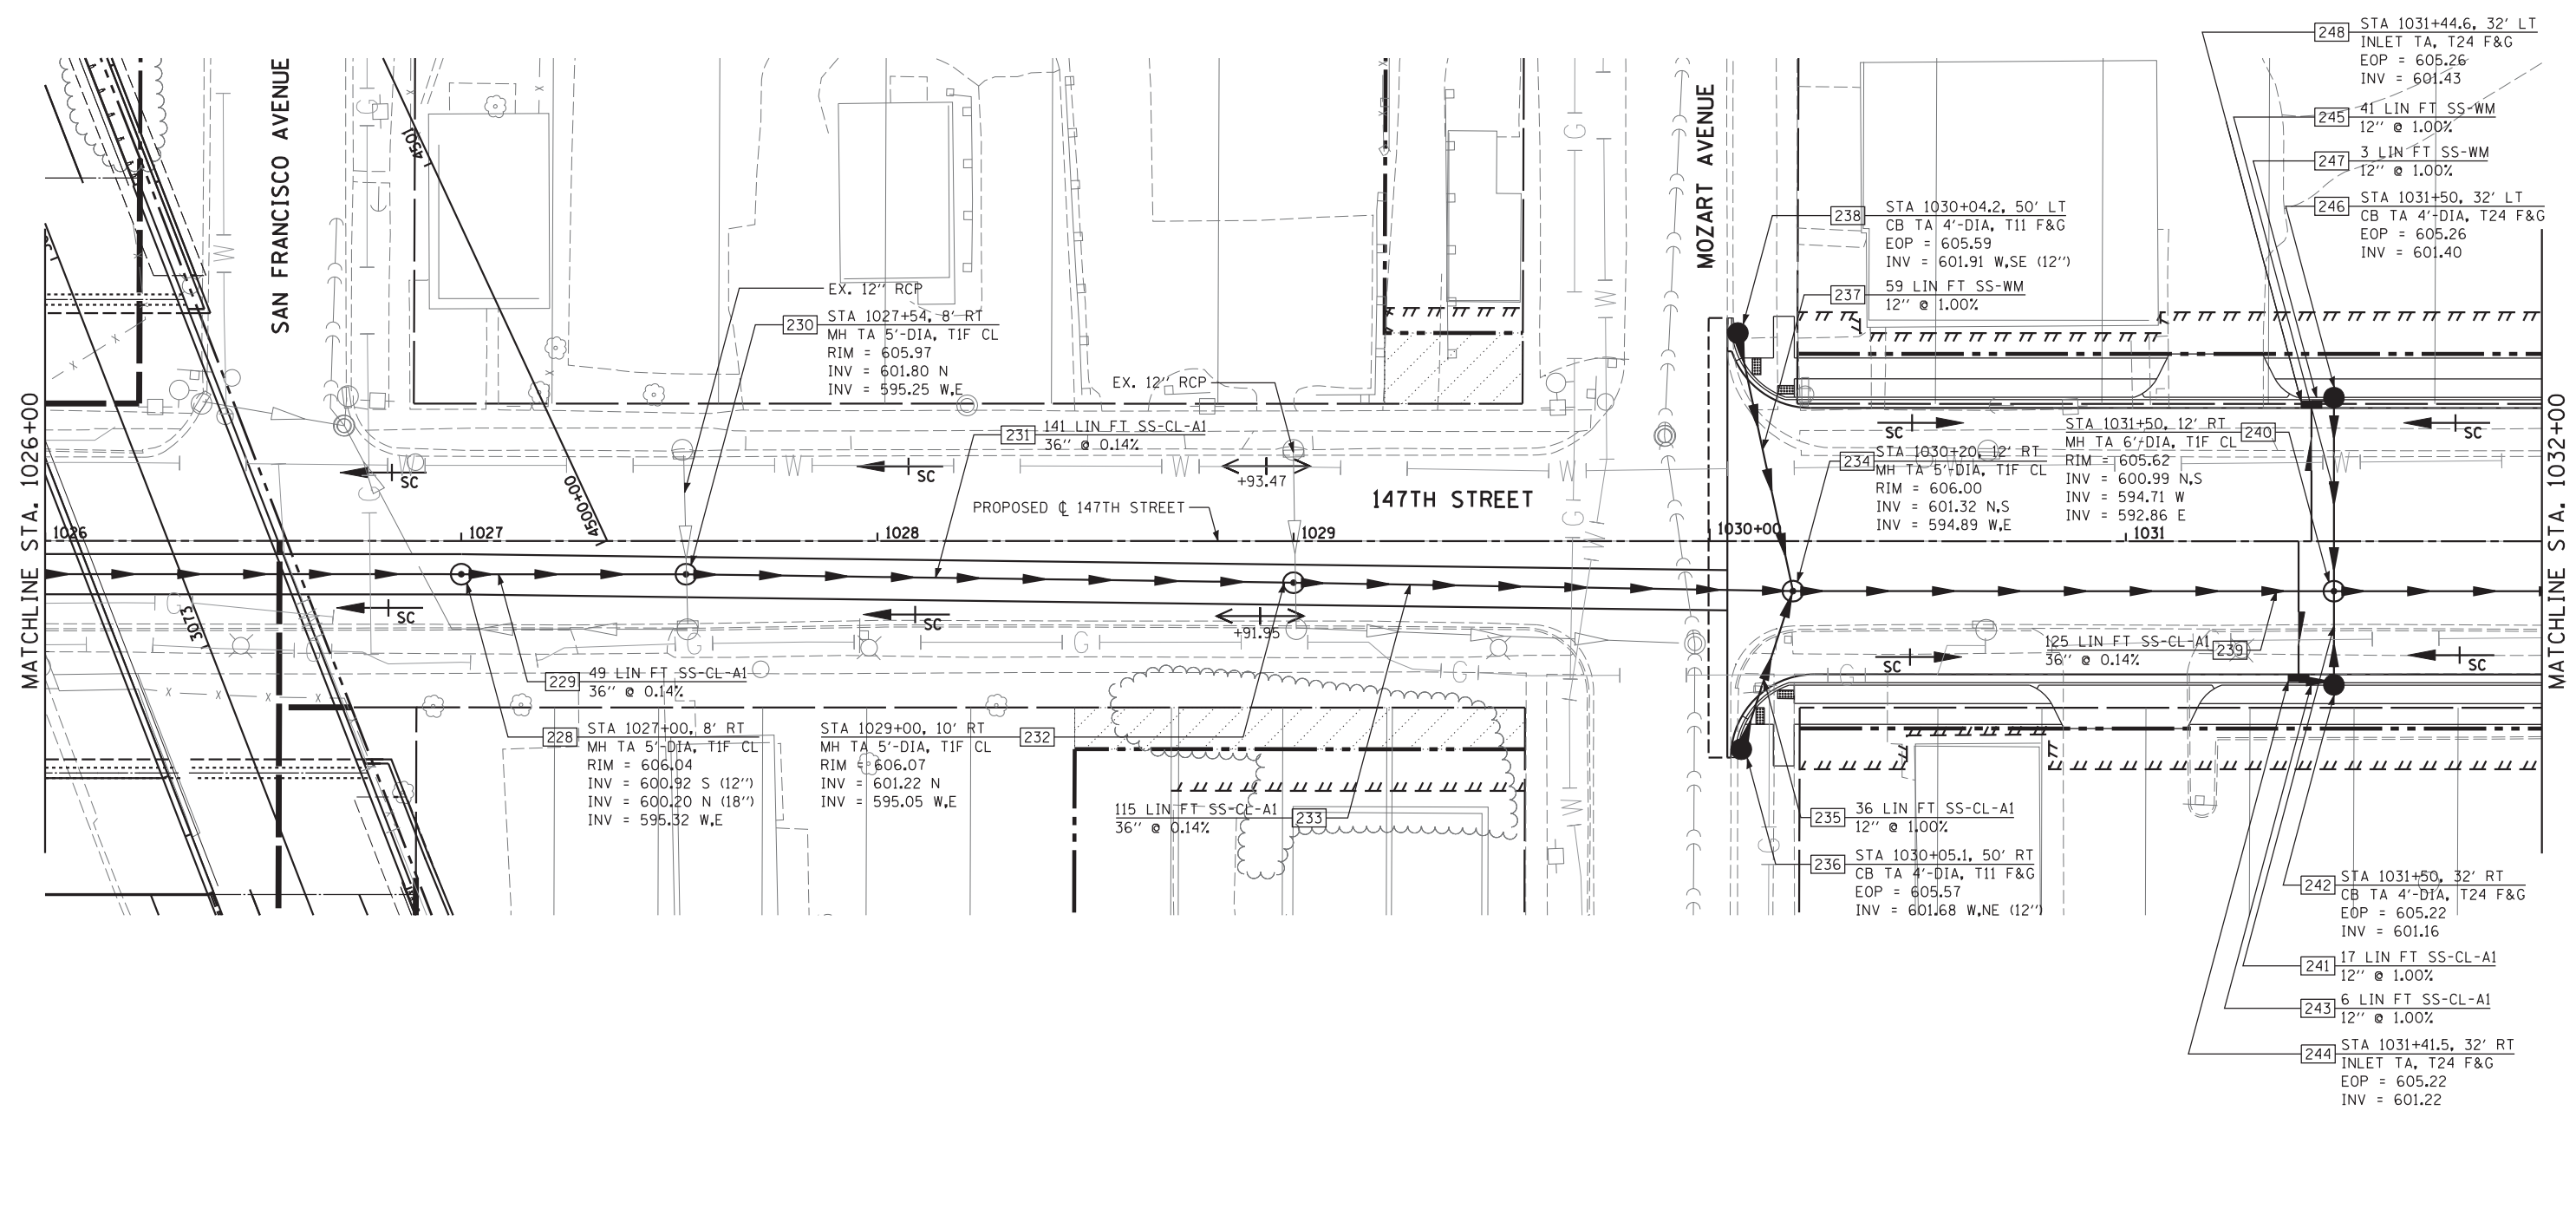 248 STA 1031+44.6, 32' LT
INLET TA, T24 F&G
EOP = 605.26
INV = 601.43
245 41 LIN FT SS-WM
12" @ 1.00%
247 3 LIN FT SS-WM
12" @ 1.00%
246 STA 1031+50, 32' LT
CB TA 4'-DIA, T24 F&G
EOP = 605.26
INV = 601.40
SAN FRANCISCO AVENUE
MOZART AVENUE
1450
238 STA 1030+04.2, 50' LT
CB TA 4'-DIA, T11 F&G
EOP = 605.59
INV = 601.91 W,SE (12")
237 59 LIN FT SS-WM
12" @ 1.00%
EX. 12" RCP
230 STA 1027+54, 8' RT
MH TA 5'-DIA, T1F CL
RIM = 605.97
INV = 601.80 N
INV = 595.25 W,E
EX. 12" RCP
231 141 LIN FT SS-CL-A1
36" @ 0.14%
SC
SC
+93.47
147TH STREET
PROPOSED ℄ 147TH STREET
234 STA 1030+20, 12' RT
MH TA 5'-DIA, T1F CL
RIM = 606.00
INV = 601.32 N,S
INV = 594.89 W,E
240 STA 1031+50, 12' RT
MH TA 6'-DIA, T1F CL
RIM = 605.62
INV = 600.99 N,S
INV = 594.71 W
INV = 592.86 E
SC
SC
MATCHLINE STA. 1026+00
MATCHLINE STA. 1032+00
1026
1027
14500+00
1028
1029
1030+00
1031
3073
SC
SC
+91.95
SC
SC
G
W
G
W
W
W
G
W
G
W
G
G
G
W
229 49 LIN FT SS-CL-A1
36" @ 0.14%
228 STA 1027+00, 8' RT
MH TA 5'-DIA, T1F CL
RIM = 606.04
INV = 600.92 S (12")
INV = 600.20 N (18")
INV = 595.32 W,E
232 STA 1029+00, 10' RT
MH TA 5'-DIA, T1F CL
RIM = 606.07
INV = 601.22 N
INV = 595.05 W,E
233 115 LIN FT SS-CL-A1
36" @ 0.14%
239 125 LIN FT SS-CL-A1
36" @ 0.14%
235 36 LIN FT SS-CL-A1
12" @ 1.00%
236 STA 1030+05.1, 50' RT
CB TA 4'-DIA, T11 F&G
EOP = 605.57
INV = 601.68 W,NE (12")
242 STA 1031+50, 32' RT
CB TA 4'-DIA, T24 F&G
EOP = 605.22
INV = 601.16
241 17 LIN FT SS-CL-A1
12" @ 1.00%
243 6 LIN FT SS-CL-A1
12" @ 1.00%
244 STA 1031+41.5, 32' RT
INLET TA, T24 F&G
EOP = 605.22
INV = 601.22